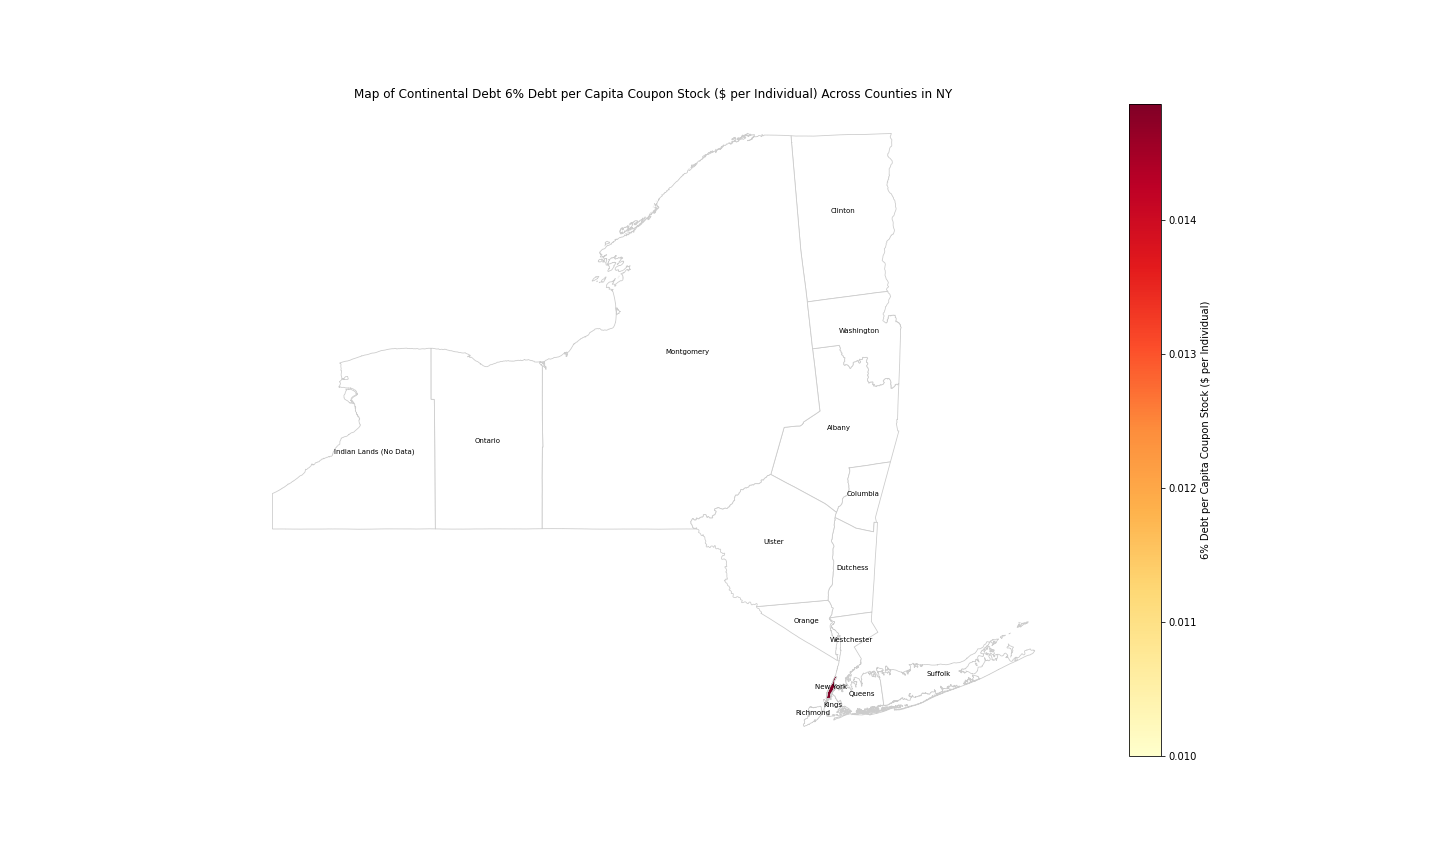 Map of Continental Debt 6% Debt per Capita Coupon Stock ($ per Individual) Across Counties in NY
Clinton
Washington
Montgomery
Albany
Ontario
Indian Lands (No Data)
Columbia
Ulster
Dutchess
Orange
Westchester
Suffolk
New York
Queens
Kings
Richmond
0.014
0.013
0.012
0.011
0.010
6% Debt per Capita Coupon Stock ($ per Individual)